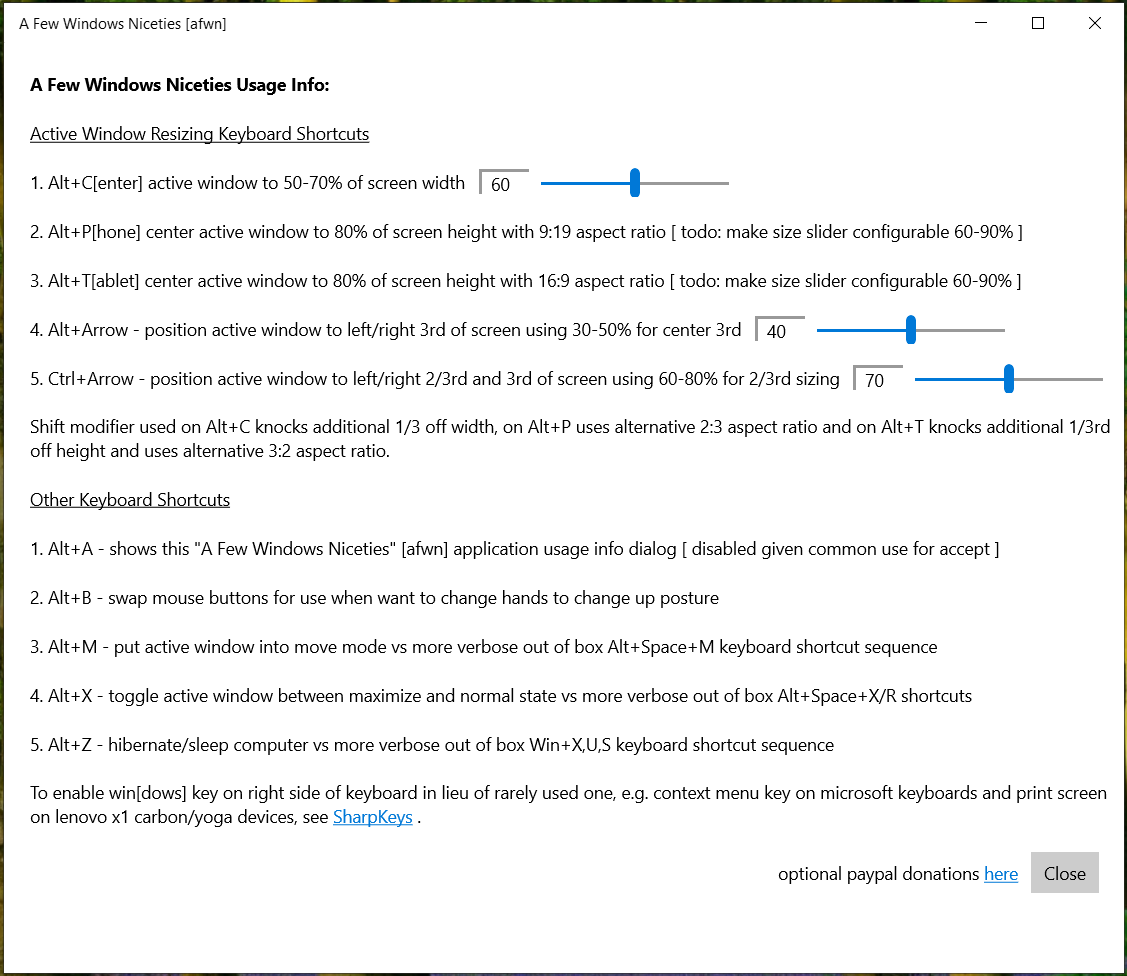 A Few Windows Niceties [afwn]
A Few Windows Niceties Usage Info:
Active Window Resizing Keyboard Shortcuts
1. Alt+C[enter] active window to 50-70% of screen width 60
2. Alt+P[hone] center active window to 80% of screen height with 9:19 aspect ratio [ todo: make size slider configurable 60-90% ]
3. Alt+T[ablet] center active window to 80% of screen height with 16:9 aspect ratio [ todo: make size slider configurable 60-90% ]
4. Alt+Arrow - position active window to left/right 3rd of screen using 30-50% for center 3rd 40
5. Ctrl+Arrow - position active window to left/right 2/3rd and 3rd of screen using 60-80% for 2/3rd sizing 70
Shift modifier used on Alt+C knocks additional 1/3 off width, on Alt+P uses alternative 2:3 aspect ratio and on Alt+T knocks additional 1/3rd
off height and uses alternative 3:2 aspect ratio.
Other Keyboard Shortcuts
1. Alt+A - shows this "A Few Windows Niceties" [afwn] application usage info dialog [ disabled given common use for accept ]
2. Alt+B - swap mouse buttons for use when want to change hands to change up posture
3. Alt+M - put active window into move mode vs more verbose out of box Alt+Space+M keyboard shortcut sequence
4. Alt+X - toggle active window between maximize and normal state vs more verbose out of box Alt+Space+X/R shortcuts
5. Alt+Z - hibernate/sleep computer vs more verbose out of box Win+X,U,S keyboard shortcut sequence
To enable win[dows] key on right side of keyboard in lieu of rarely used one, e.g. context menu key on microsoft keyboards and print screen
on lenovo x1 carbon/yoga devices, see SharpKeys .
optional paypal donations here Close